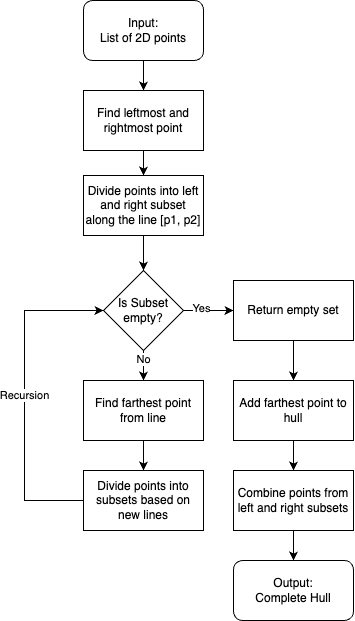 Input:
List of 2D points
Find leftmost and
rightmost point
Divide points into left
and right subset
along the line [p1, p2]
Is Subset
empty?
Yes
Return empty set
No
Recursion
Find farthest point
from line
Add farthest point to
hull
Divide points into
subsets based on
new lines
Combine points from
left and right subsets
Output:
Complete Hull